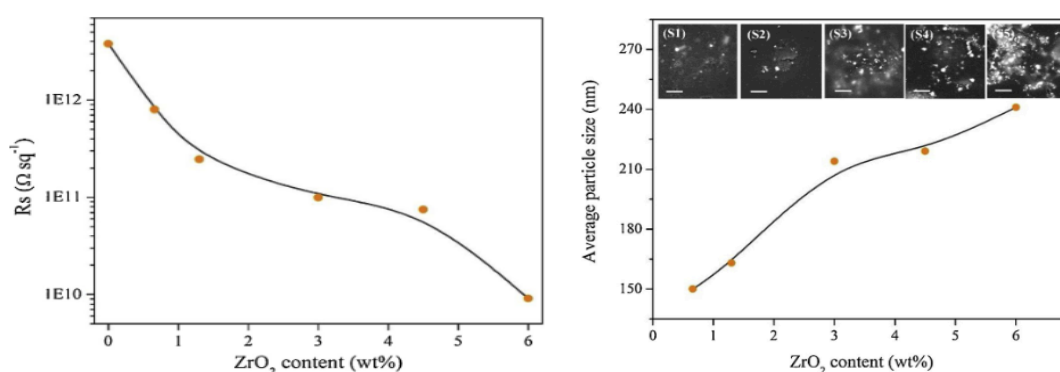 1E12
1E11
1E10
Rs (Ω sq⁻¹)
0 1 2 3 4 5 6
ZrO₂ content (wt%)
(S1) (S2) (S3) (S4) (S5)
270
240
210
180
150
Average particle size (nm)
0 1 2 3 4 5 6
ZrO₂ content (wt%)